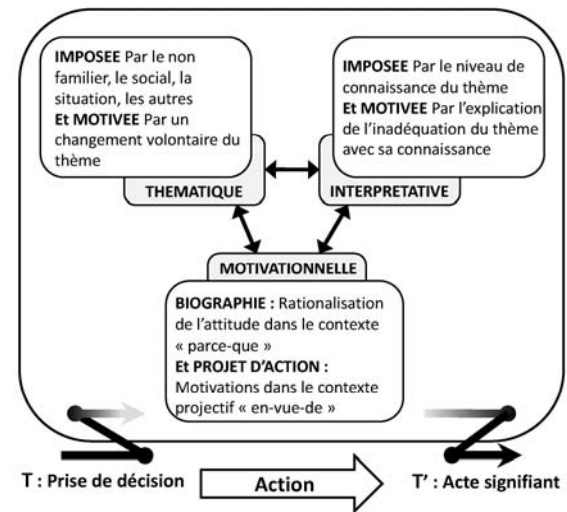 IMPOSEE Par le non
familier, le social, la
situation, les autres
Et MOTIVEE Par un
changement volontaire du
thème
THEMATIQUE
IMPOSEE Par le niveau de
connaissance du thème
Et MOTIVEE Par l'explication
de l'inadéquation du thème
avec sa connaissance
INTERPRETATIVE
MOTIVATIONNELLE
BIOGRAPHIE : Rationalisation
de l'attitude dans le contexte
« parce-que »
Et PROJET D'ACTION :
Motivations dans le contexte
projectif « en-vue-de »
T : Prise de décision
Action
T' : Acte signifiant